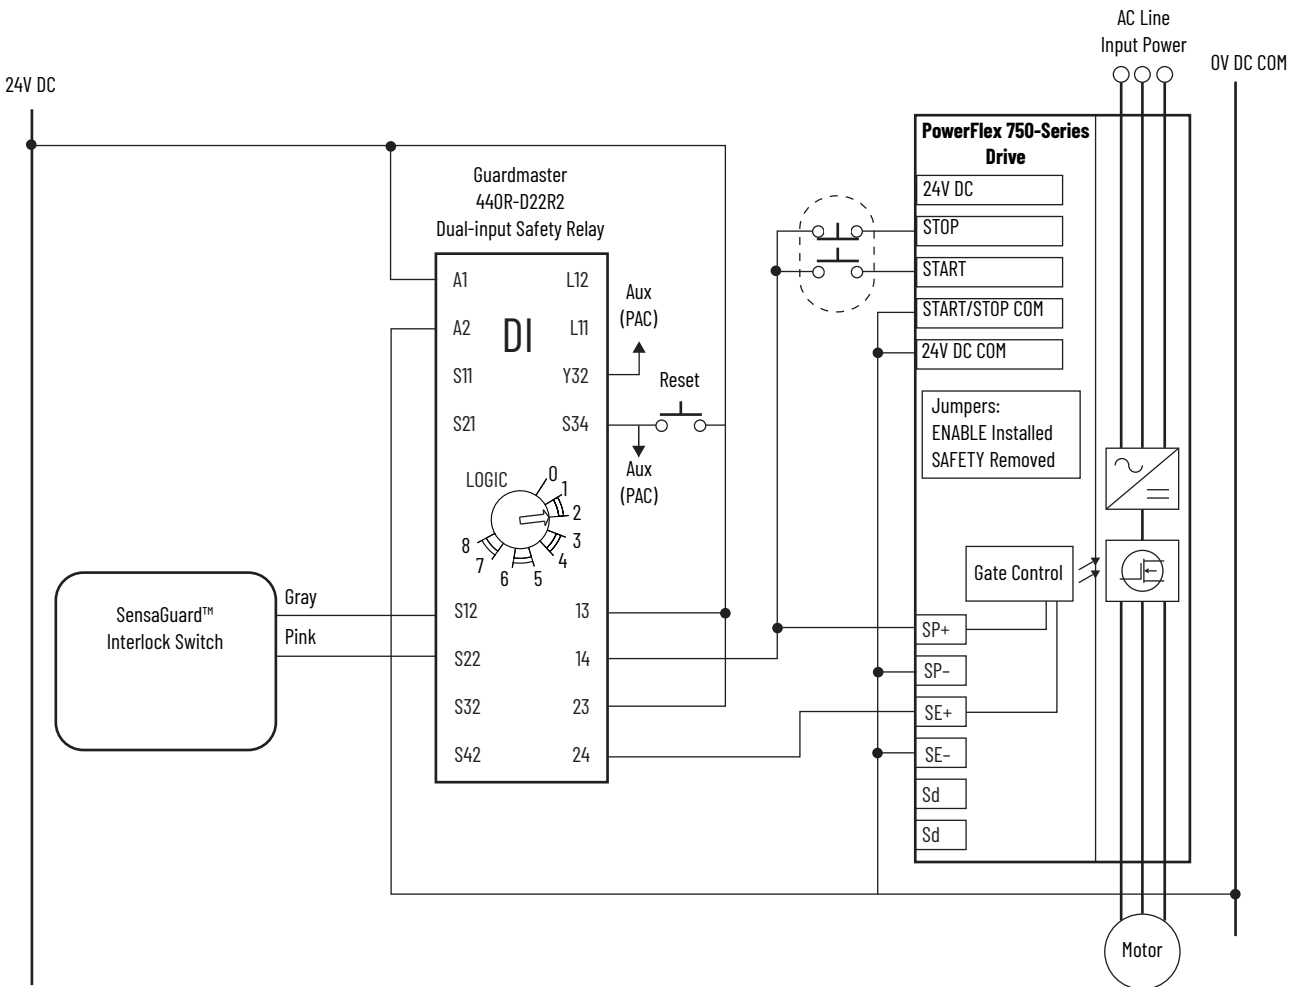 AC Line
Input Power
0V DC COM
24V DC
PowerFlex 750-Series
Drive
24V DC
STOP
START
START/STOP COM
24V DC COM
Jumpers:
ENABLE Installed
SAFETY Removed
Gate Control
SP+
SP-
SE+
SE-
Sd
Sd
Guardmaster
440R-D22R2
Dual-input Safety Relay
A1
L12
A2
DI
L11
S11
Y32
S21
S34
Aux
(PAC)
Reset
Aux
(PAC)
LOGIC
0
1
2
3
4
5
6
7
8
S12
13
S22
14
S32
23
S42
24
SensaGuard™
Interlock Switch
Gray
Pink
Motor